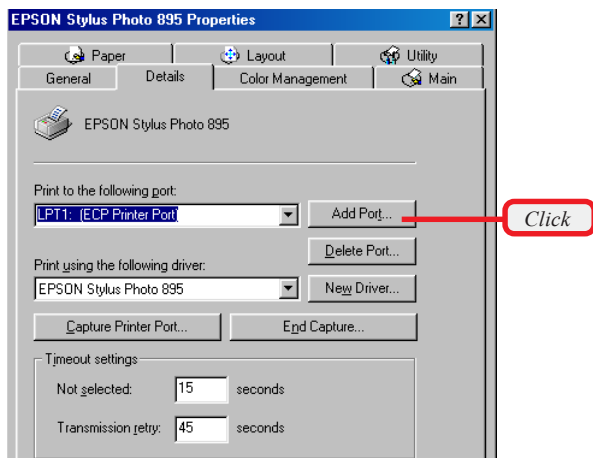 EPSON Stylus Photo 895 Properties
Paper Layout Utility
General Details Color Management Main
EPSON Stylus Photo 895
Print to the following port:
LPT1: (ECP Printer Port) Add Port... Click
Delete Port...
Print using the following driver:
EPSON Stylus Photo 895 New Driver...
Capture Printer Port... End Capture...
Timeout settings
Not selected: 15 seconds
Transmission retry: 45 seconds